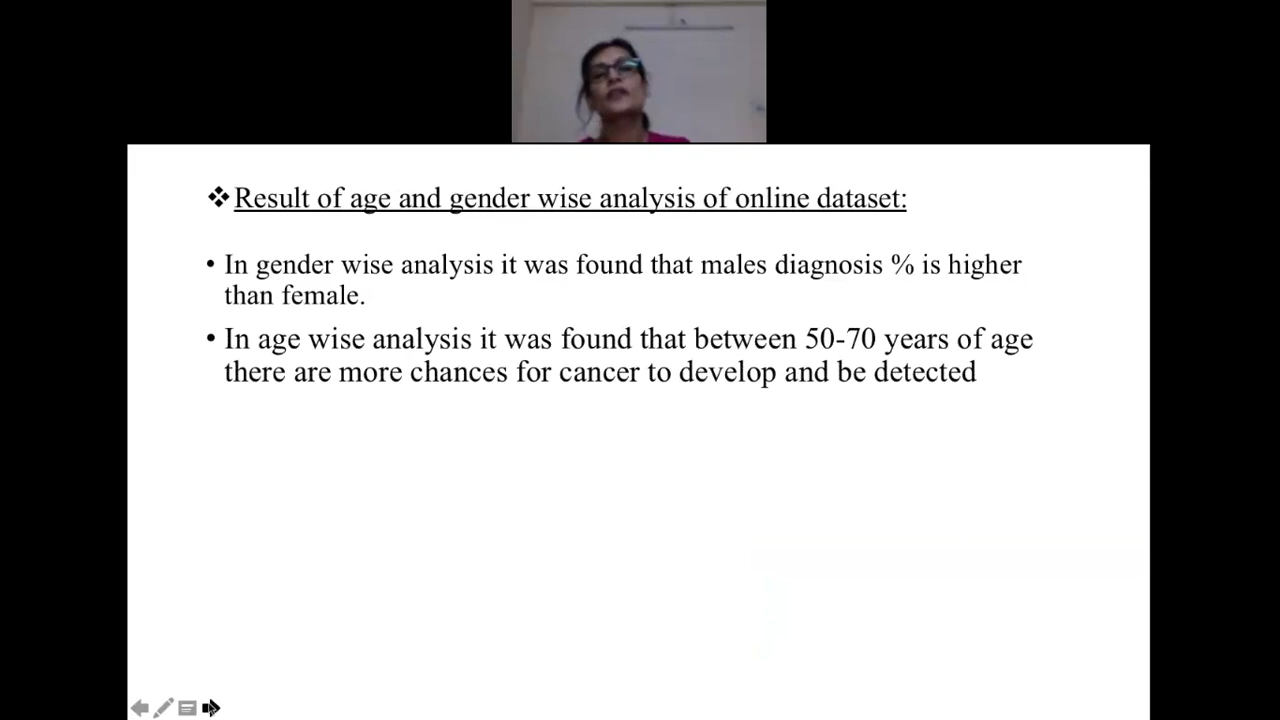 ❖Result of age and gender wise analysis of online dataset:
• In gender wise analysis it was found that males diagnosis % is higher
than female.
• In age wise analysis it was found that between 50-70 years of age
there are more chances for cancer to develop and be detected